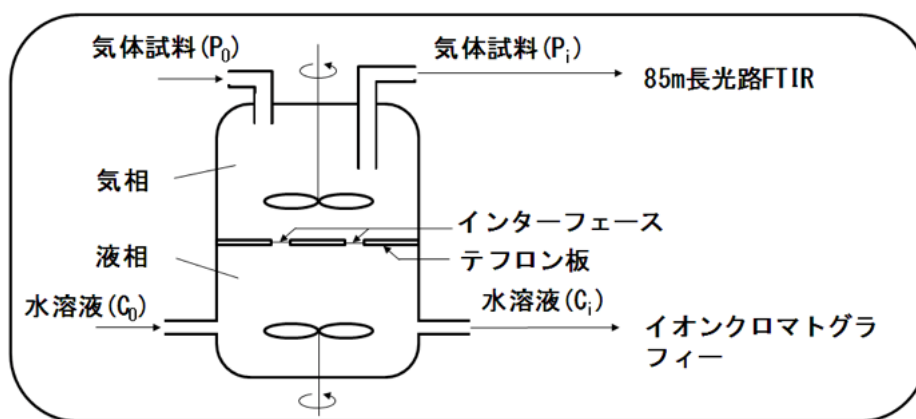 気体試料(P₀)
気体試料(Pᵢ)
85m長光路FTIR
気相
インターフェース
液相
テフロン板
水溶液(C₀)
水溶液(Cᵢ)
イオンクロマトグラ
フィー